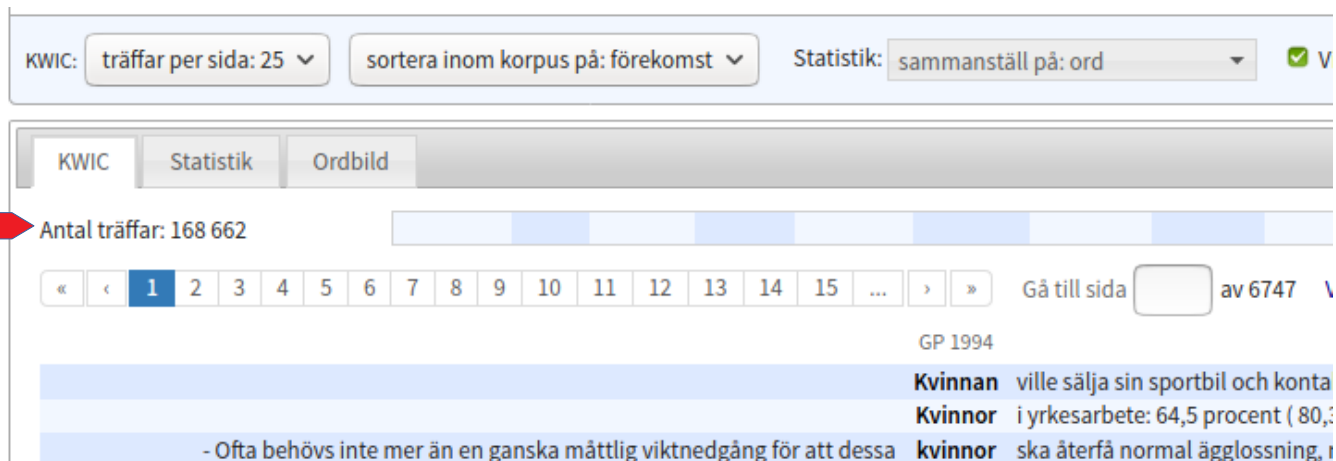 KWIC: träffar per sida: 25 sortera inom korpus på: förekomst Statistik: sammanställ på: ord
KWIC Statistik Ordbild
Antal träffar: 168 662
« ‹ 1 2 3 4 5 6 7 8 9 10 11 12 13 14 15 ... › » Gå till sida av 6747
GP 1994
Kvinnan ville sälja sin sportbil och konta
Kvinnor i yrkesarbete: 64,5 procent ( 80,3
- Ofta behövs inte mer än en ganska måttlig viktnedgång för att dessa kvinnor ska återfå normal ägglossning,